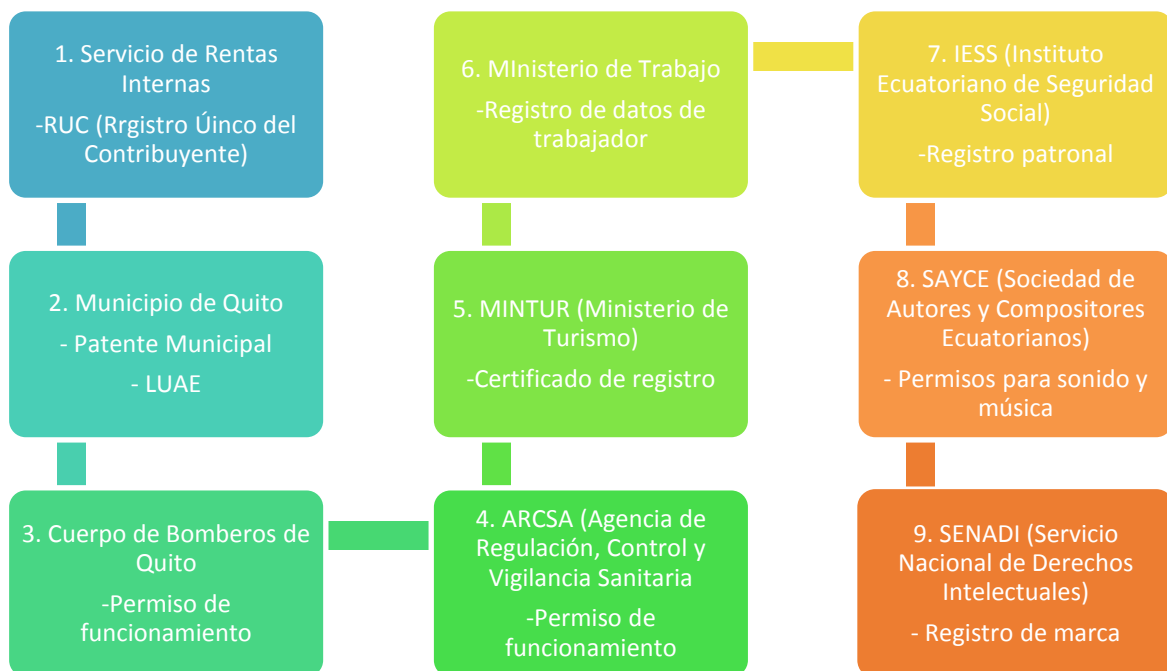 1. Servicio de Rentas
Internas
-RUC (Rrgistro Úinco del
Contribuyente)
2. Municipio de Quito
- Patente Municipal
- LUAE
3. Cuerpo de Bomberos de
Quito
-Permiso de
funcionamiento
4. ARCSA (Agencia de
Regulación, Control y
Vigilancia Sanitaria
-Permiso de
funcionamiento
5. MINTUR (Ministerio de
Turismo)
-Certificado de registro
6. MInisterio de Trabajo
-Registro de datos de
trabajador
7. IESS (Instituto
Ecuatoriano de Seguridad
Social)
-Registro patronal
8. SAYCE (Sociedad de
Autores y Compositores
Ecuatorianos)
- Permisos para sonido y
música
9. SENADI (Servicio
Nacional de Derechos
Intelectuales)
- Registro de marca